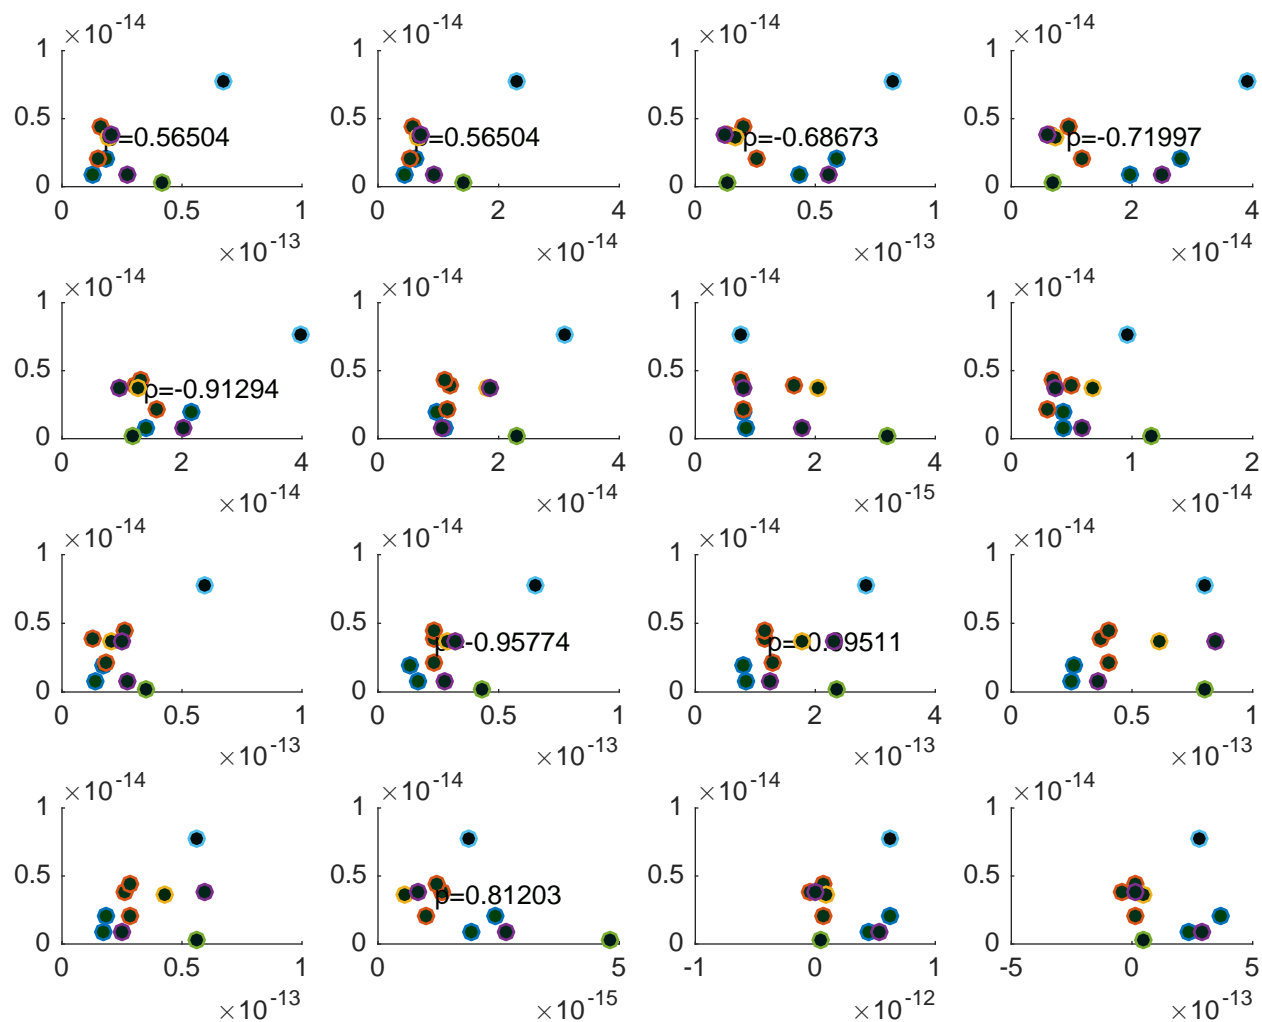 ×10-14 ×10-14 ×10-14 ×10-14
1 1 1 1
0.5 p=0.56504 0.5 p=0.56504 0.5 p=-0.68673 0.5 p=-0.71997
0 0 0 0
0 0.5 1 0 2 4 0 0.5 1 0 2 4
×10-13 ×10-14 ×10-13 ×10-14
×10-14 ×10-14 ×10-14 ×10-14
1 1 1 1
0.5 p=-0.91294 0.5 0.5 0.5
0 0 0 0
0 2 4 0 2 4 0 2 4 0 1 2
×10-14 ×10-14 ×10-15 ×10-14
×10-14 ×10-14 ×10-14 ×10-14
1 1 1 1
0.5 0.5 p=-0.95774 0.5 0.5
0 0 0 0
0 0.5 1 0 0.5 1 0 2 4 0 0.5 1
×10-13 ×10-13 ×10-13 ×10-13
×10-14 ×10-14 ×10-14 ×10-14
1 1 1 1
0.5 0.5 p=0.81203 0.5 0.5
0 0 0 0
0 0.5 1 0 5 -1 0 1 -5 0 5
×10-13 ×10-15 ×10-12 ×10-13